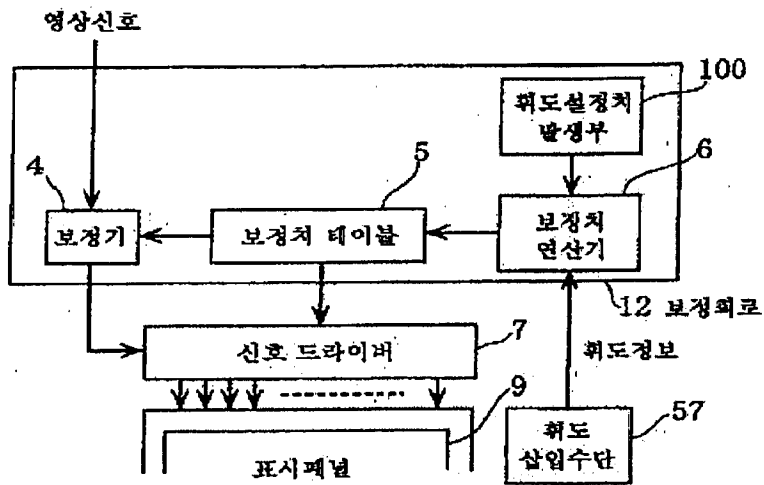 영상신호
100
휘도설정치
발생부
4
5
6
보정기
보정치 테이블
보정치
연산기
12 보정회로
신호 드라이버
7
휘도정보
9
57
표시패널
휘도
삽입수단